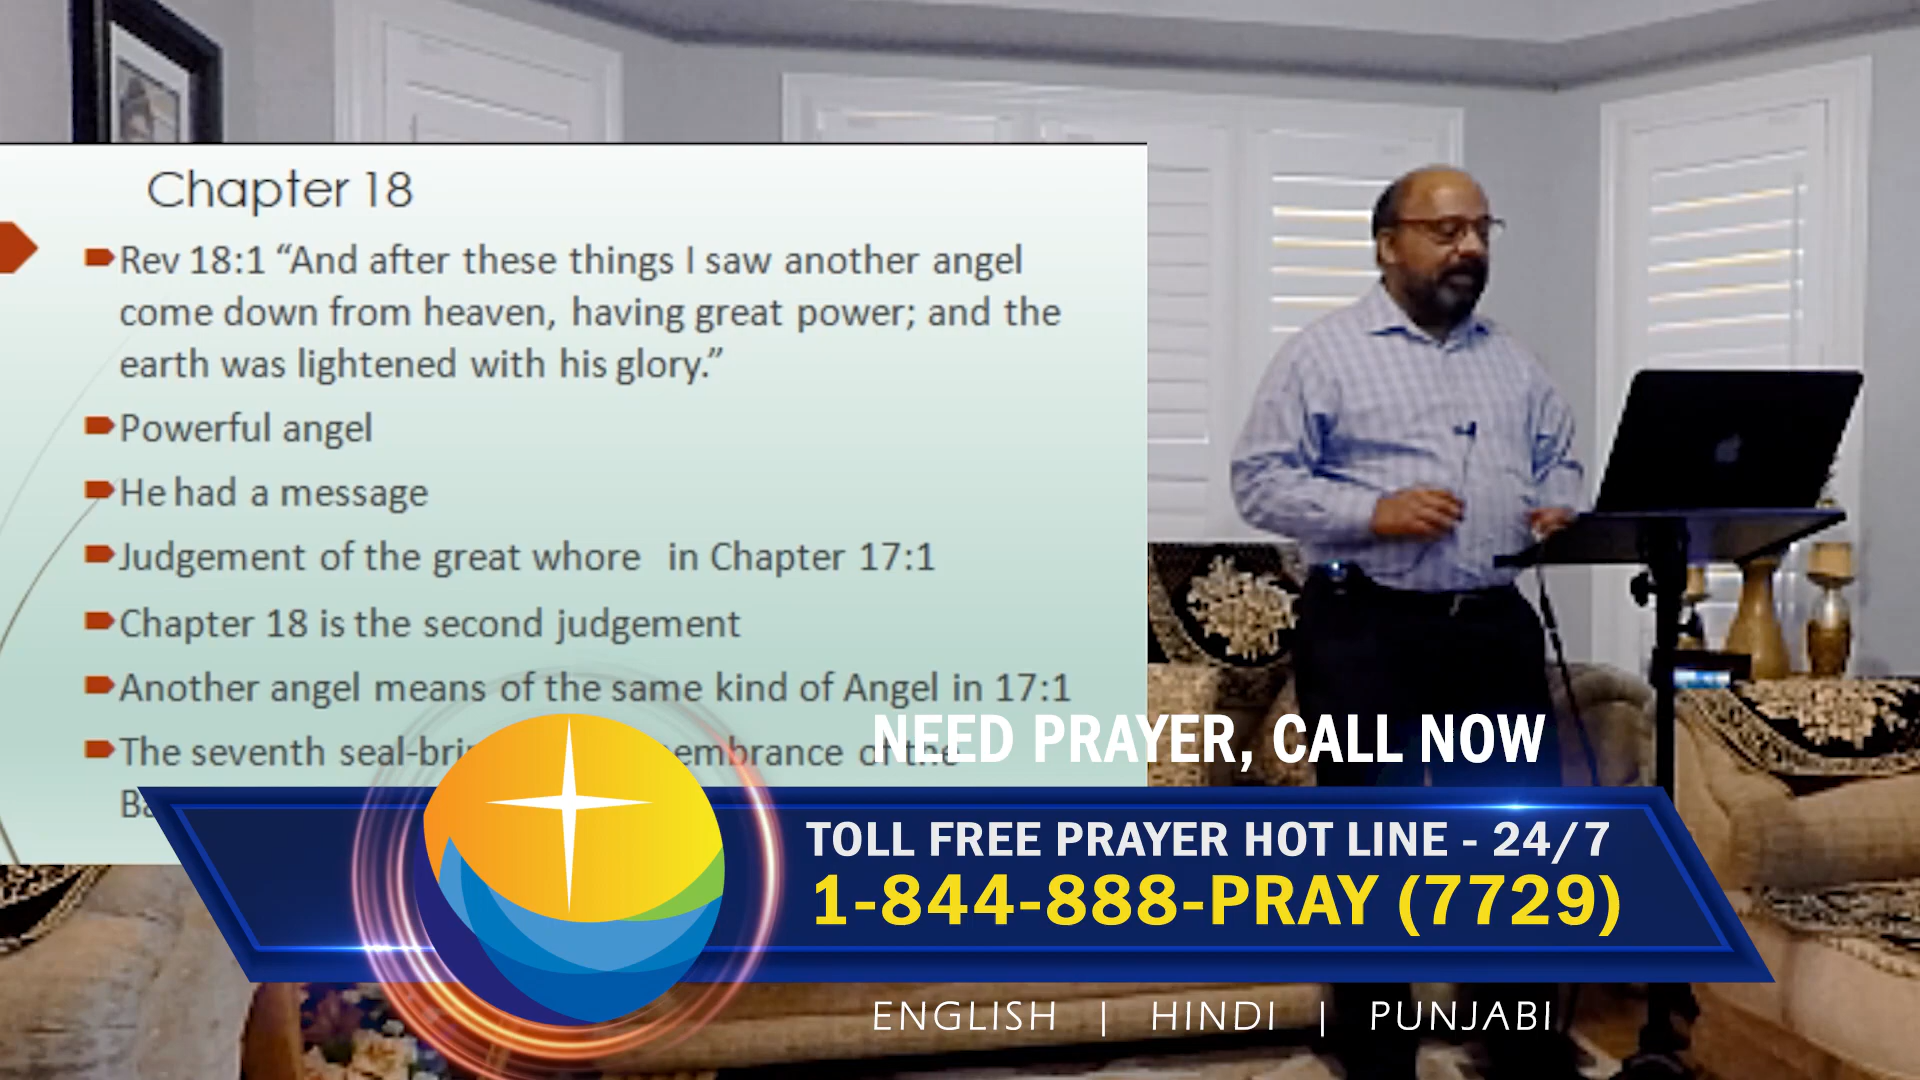 Chapter 18
Rev 18:1 “And after these things I saw another angel
come down from heaven, having great power; and the
earth was lightened with his glory.”
Powerful angel
He had a message
Judgement of the great whore in Chapter 17:1
Chapter 18 is the second judgement
Another angel means of the same kind of Angel in 17:1
The seventh seal- of the
NEED PRAYER, CALL NOW
TOLL FREE PRAYER HOT LINE - 24/7
1-844-888-PRAY (7729)
ENGLISH | HINDI | PUNJABI